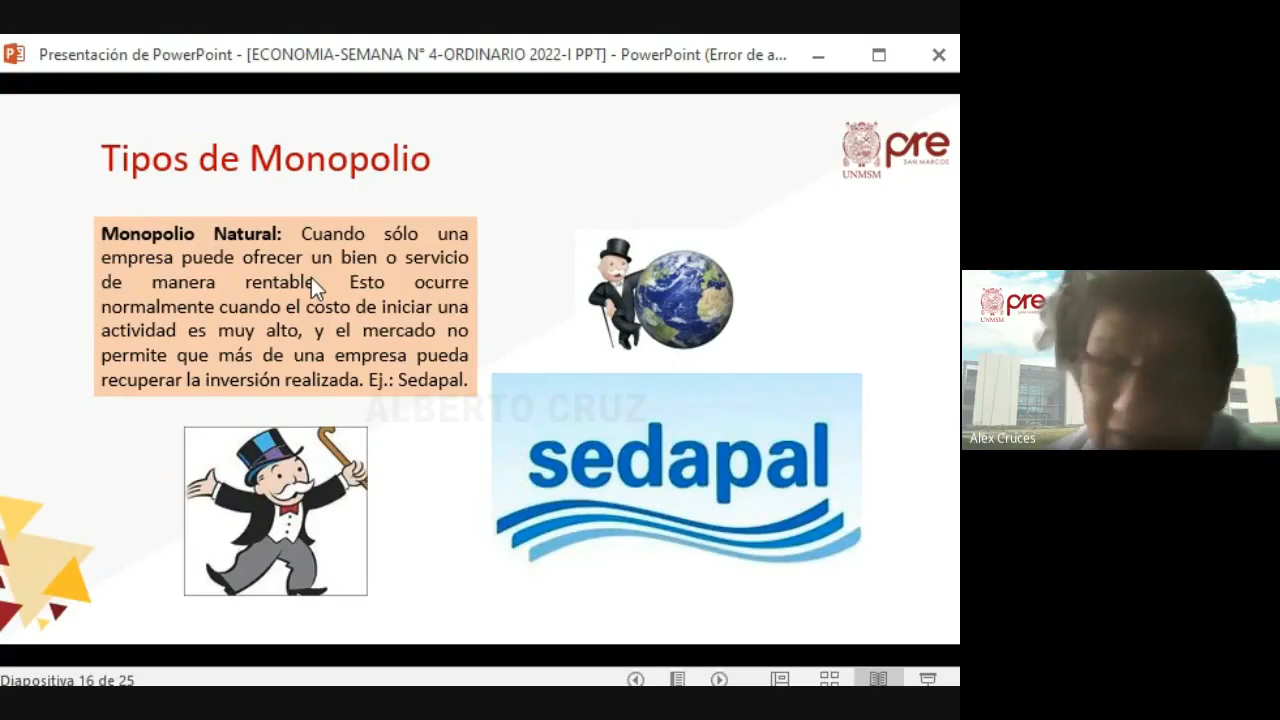 Presentación de PowerPoint - [ECONOMIA-SEMANA N° 4-ORDINARIO 2022-I PPT] - PowerPoint (Error de a...
Tipos de Monopolio
pre
SAN MARCOS
UNMSM
Monopolio Natural: Cuando sólo una
empresa puede ofrecer un bien o servicio
de manera rentable. Esto ocurre
normalmente cuando el costo de iniciar una
actividad es muy alto, y el mercado no
permite que más de una empresa pueda
recuperar la inversión realizada. Ej.: Sedapal.
ALBERTO CRUZ
sedapal
pre
UNMSM
Alex Cruces
Diapositiva 16 de 25